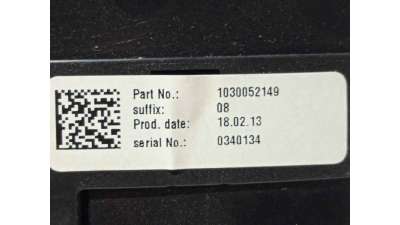 Part No.: 1030052149
suffix: 08
Prod. date: 18.02.13
serial No.: 0340134